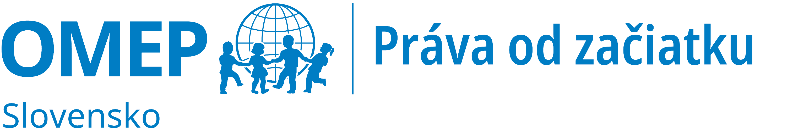 OMEP
Slovensko
Práva od začiatku